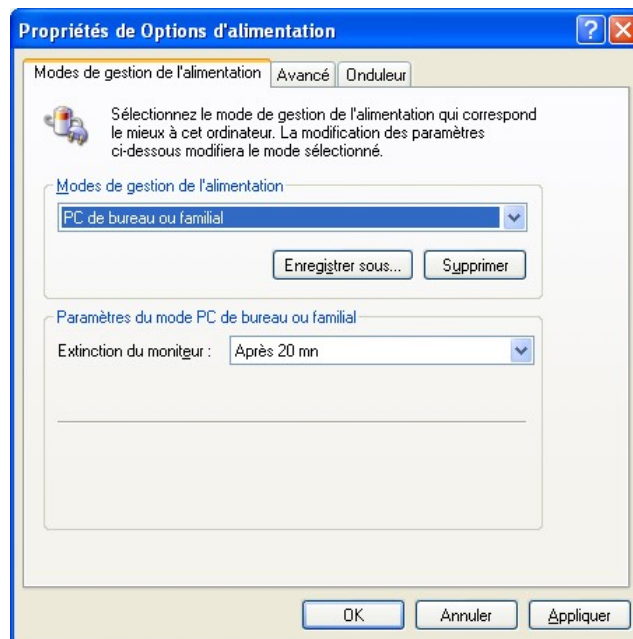 Propriétés de Options d'alimentation
Modes de gestion de l'alimentation
Avancé
Onduleur
Sélectionnez le mode de gestion de l'alimentation qui correspond
le mieux à cet ordinateur. La modification des paramètres
ci-dessous modifiera le mode sélectionné.
Modes de gestion de l'alimentation
PC de bureau ou familial
Enregistrer sous...
Supprimer
Paramètres du mode PC de bureau ou familial
Extinction du moniteur :
Après 20 mn
OK
Annuler
Appliquer